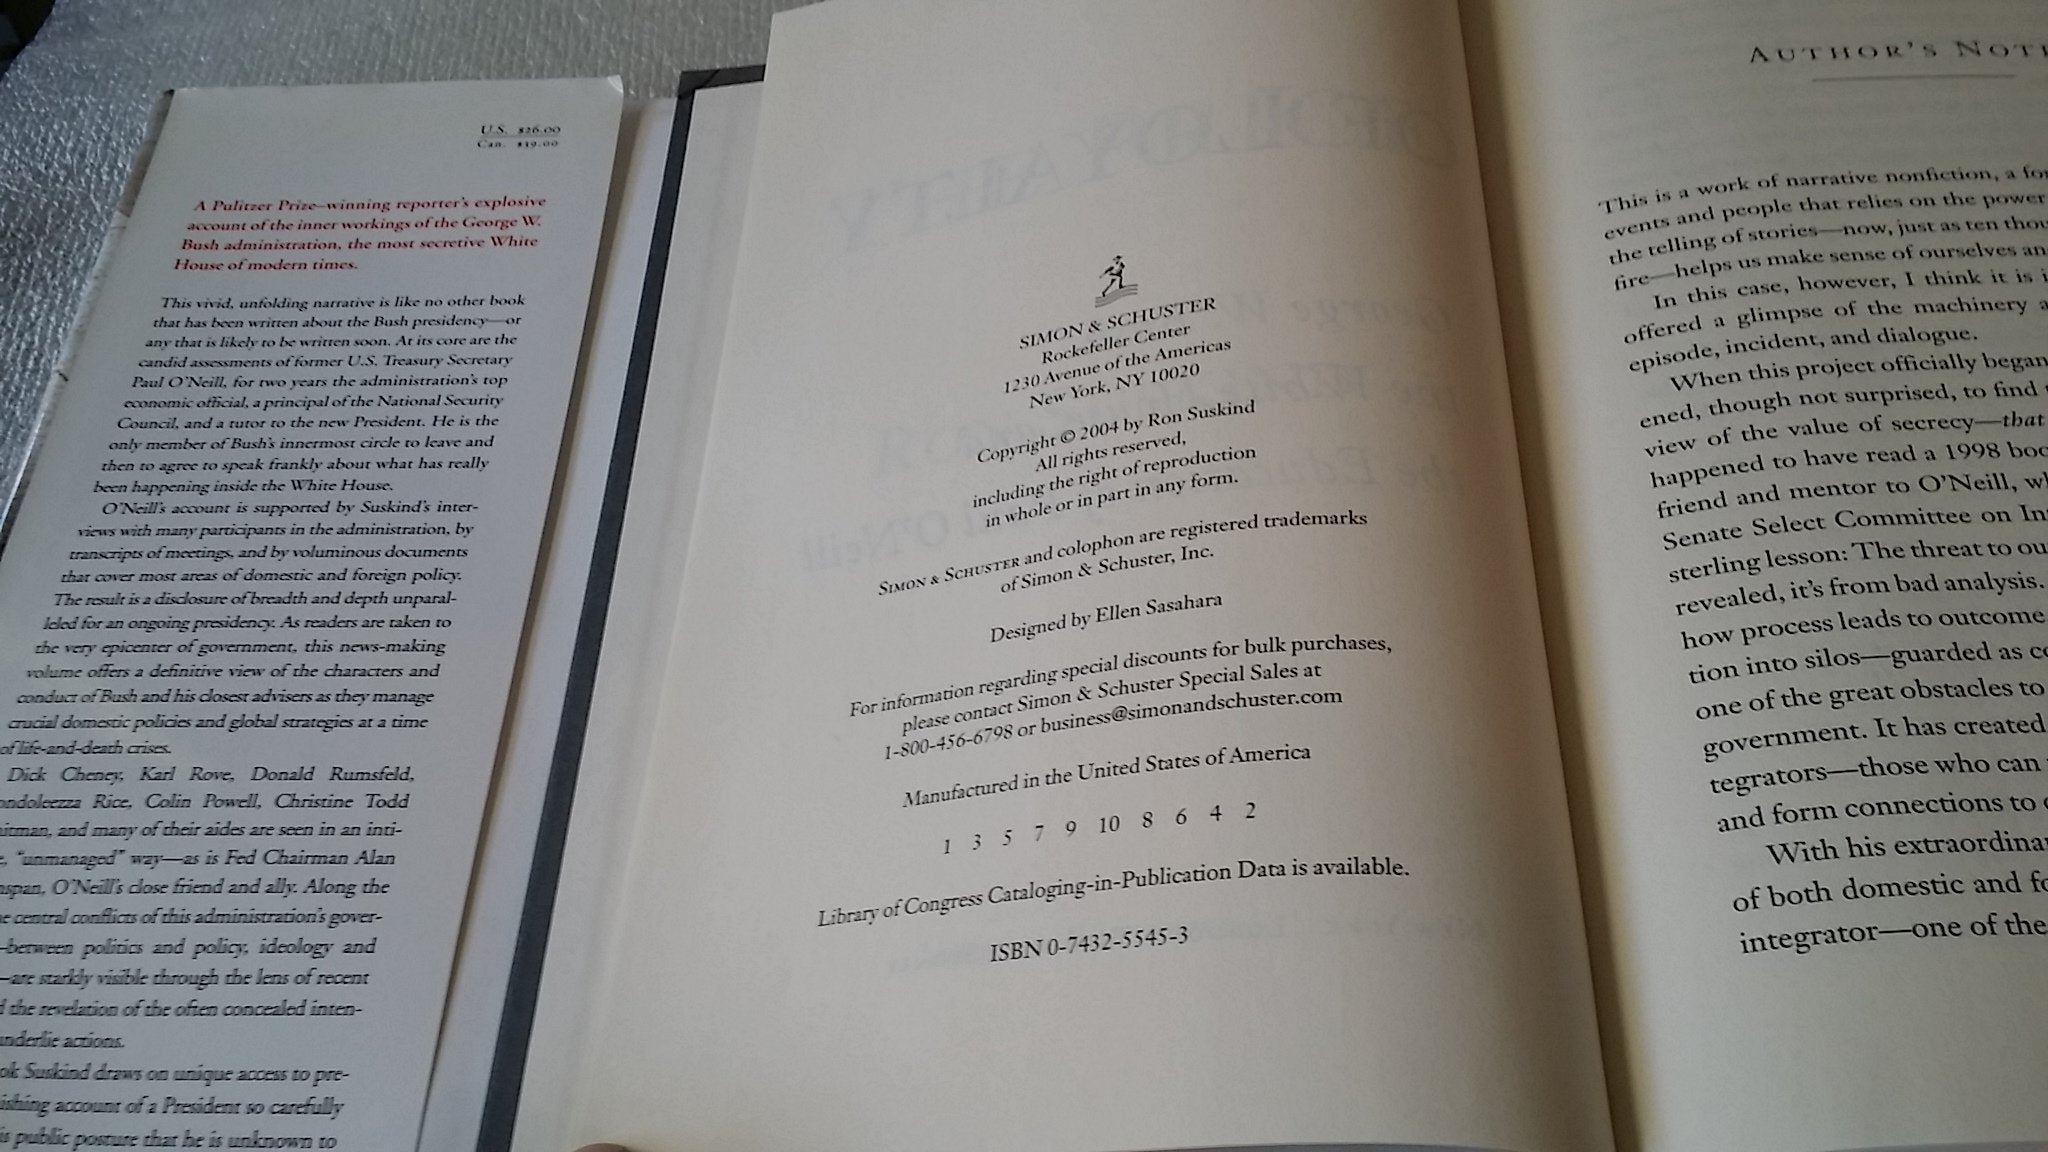 U.S. $26.00
Can. $39.00
A Pulitzer Prize–winning reporter's explosive
account of the inner workings of the George W.
Bush administration, the most secretive White
House of modern times.
This vivid, unfolding narrative is like no other book
that has been written about the Bush presidency—or
any that is likely to be written soon. At its core are the
candid assessments of former U.S. Treasury Secretary
Paul O'Neill, for two years the administration's top
economic official, a principal of the National Security
Council, and a tutor to the new President. He is the
only member of Bush's innermost circle to leave and
then to agree to speak frankly about what has really
been happening inside the White House.
O'Neill's account is supported by Suskind's inter-
views with many participants in the administration, by
transcripts of meetings, and by voluminous documents
that cover most areas of domestic and foreign policy.
The result is a disclosure of breadth and depth unparal-
leled for an ongoing presidency. As readers are taken to
the very epicenter of government, this news-making
volume offers a definitive view of the characters and
conduct of Bush and his closest advisers as they manage
crucial domestic policies and global strategies at a time
of life-and-death crises.
Dick Cheney, Karl Rove, Donald Rumsfeld,
ondoleezza Rice, Colin Powell, Christine Todd
itman, and many of their aides are seen in an inti-
e, "unmanaged" way—as is Fed Chairman Alan
nspan, O'Neill's close friend and ally. Along the
e central conflicts of this administration's gover-
—between politics and policy, ideology and
—are starkly visible through the lens of recent
d the revelation of the often concealed inten-
underlie actions.
ok Suskind draws on unique access to pre-
ishing account of a President so carefully
is public posture that he is unknown to
SIMON & SCHUSTER
Rockefeller Center
1230 Avenue of the Americas
New York, NY 10020
Copyright © 2004 by Ron Suskind
All rights reserved,
including the right of reproduction
in whole or in part in any form.
SIMON & SCHUSTER and colophon are registered trademarks
of Simon & Schuster, Inc.
Designed by Ellen Sasahara
For information regarding special discounts for bulk purchases,
please contact Simon & Schuster Special Sales at
1-800-456-6798 or business@simonandschuster.com
Manufactured in the United States of America
1 3 5 7 9 10 8 6 4 2
Library of Congress Cataloging-in-Publication Data is available.
ISBN 0-7432-5545-3
AUTHOR'S NOTE
This is a work of narrative nonfiction, a fo
events and people that relies on the power
the telling of stories—now, just as ten thou
fire—helps us make sense of ourselves an
In this case, however, I think it is i
offered a glimpse of the machinery a
episode, incident, and dialogue.
When this project officially began
ened, though not surprised, to find
view of the value of secrecy—that
happened to have read a 1998 boo
friend and mentor to O'Neill, wh
Senate Select Committee on In
sterling lesson: The threat to ou
revealed, it's from bad analysis.
how process leads to outcome
tion into silos—guarded as co
one of the great obstacles to
government. It has created
tegrators—those who can
and form connections to
With his extraordina
of both domestic and fo
integrator—one of the